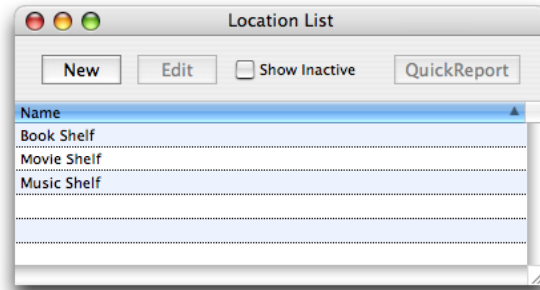 Location List
New Edit Show Inactive QuickReport
Name
Book Shelf
Movie Shelf
Music Shelf